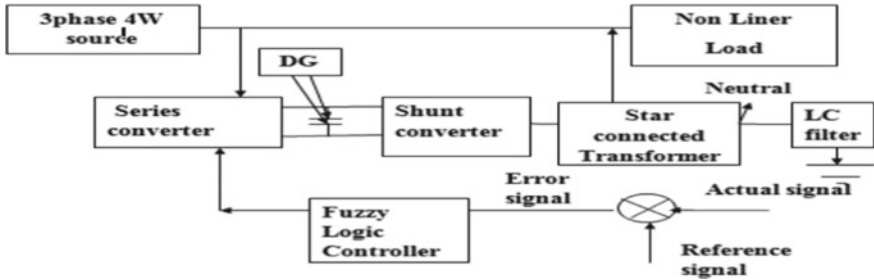 3phase 4W
source
Non Liner
Load
DG
Neutral
Series
converter
Shunt
converter
Star
connected
Transformer
LC
filter
Error
signal
Actual signal
Fuzzy
Logic
Controller
Reference
signal